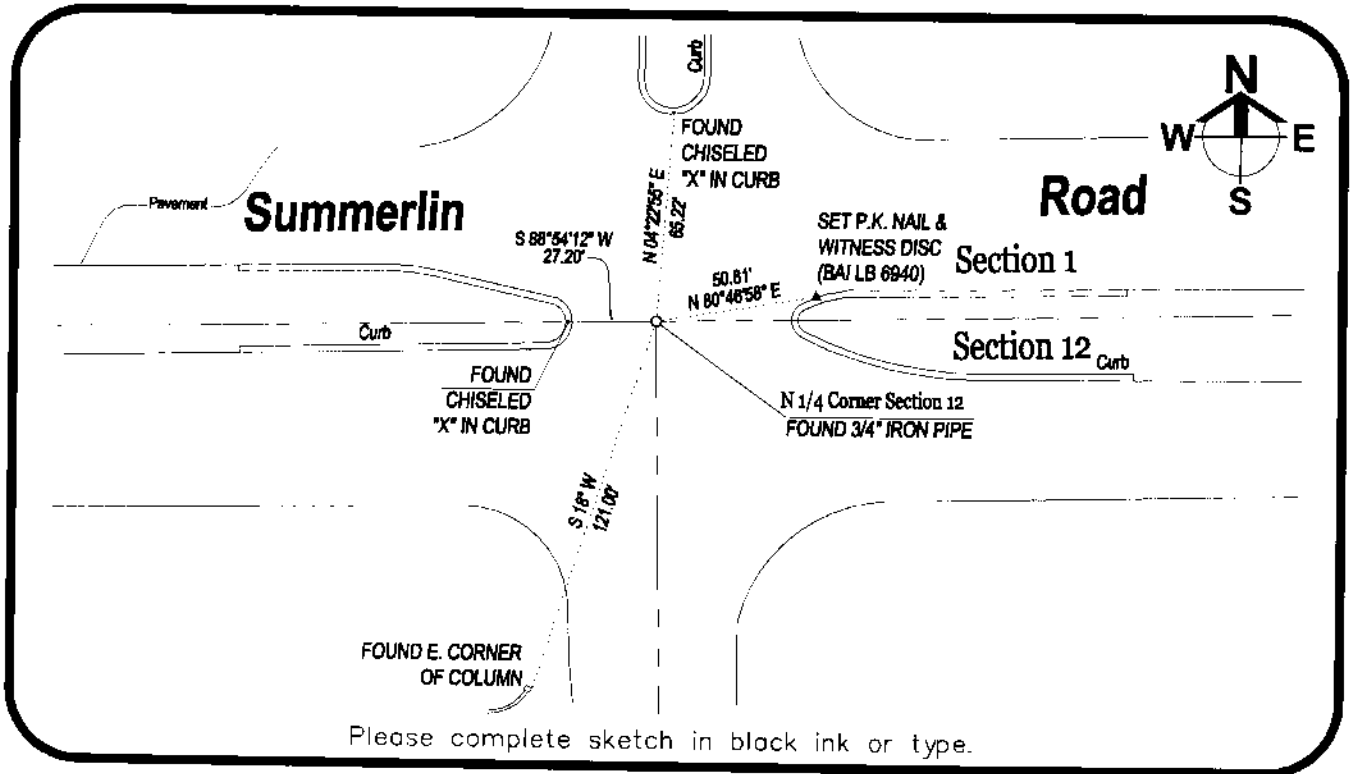 Curb
N
W E
S
FOUND
CHISELED
"X" IN CURB
N 04°22'55" E
65.22'
Pavement
Summerlin
Road
S 88°54'12" W
27.20'
SET P.K. NAIL &
WITNESS DISC
(BAI LB 6940)
50.81'
N 80°46'58" E
Section 1
Curb
Section 12
Curb
FOUND
CHISELED
"X" IN CURB
N 1/4 Corner Section 12
FOUND 3/4" IRON PIPE
S 18° W
121.00'
FOUND E. CORNER
OF COLUMN
Please complete sketch in black ink or type.